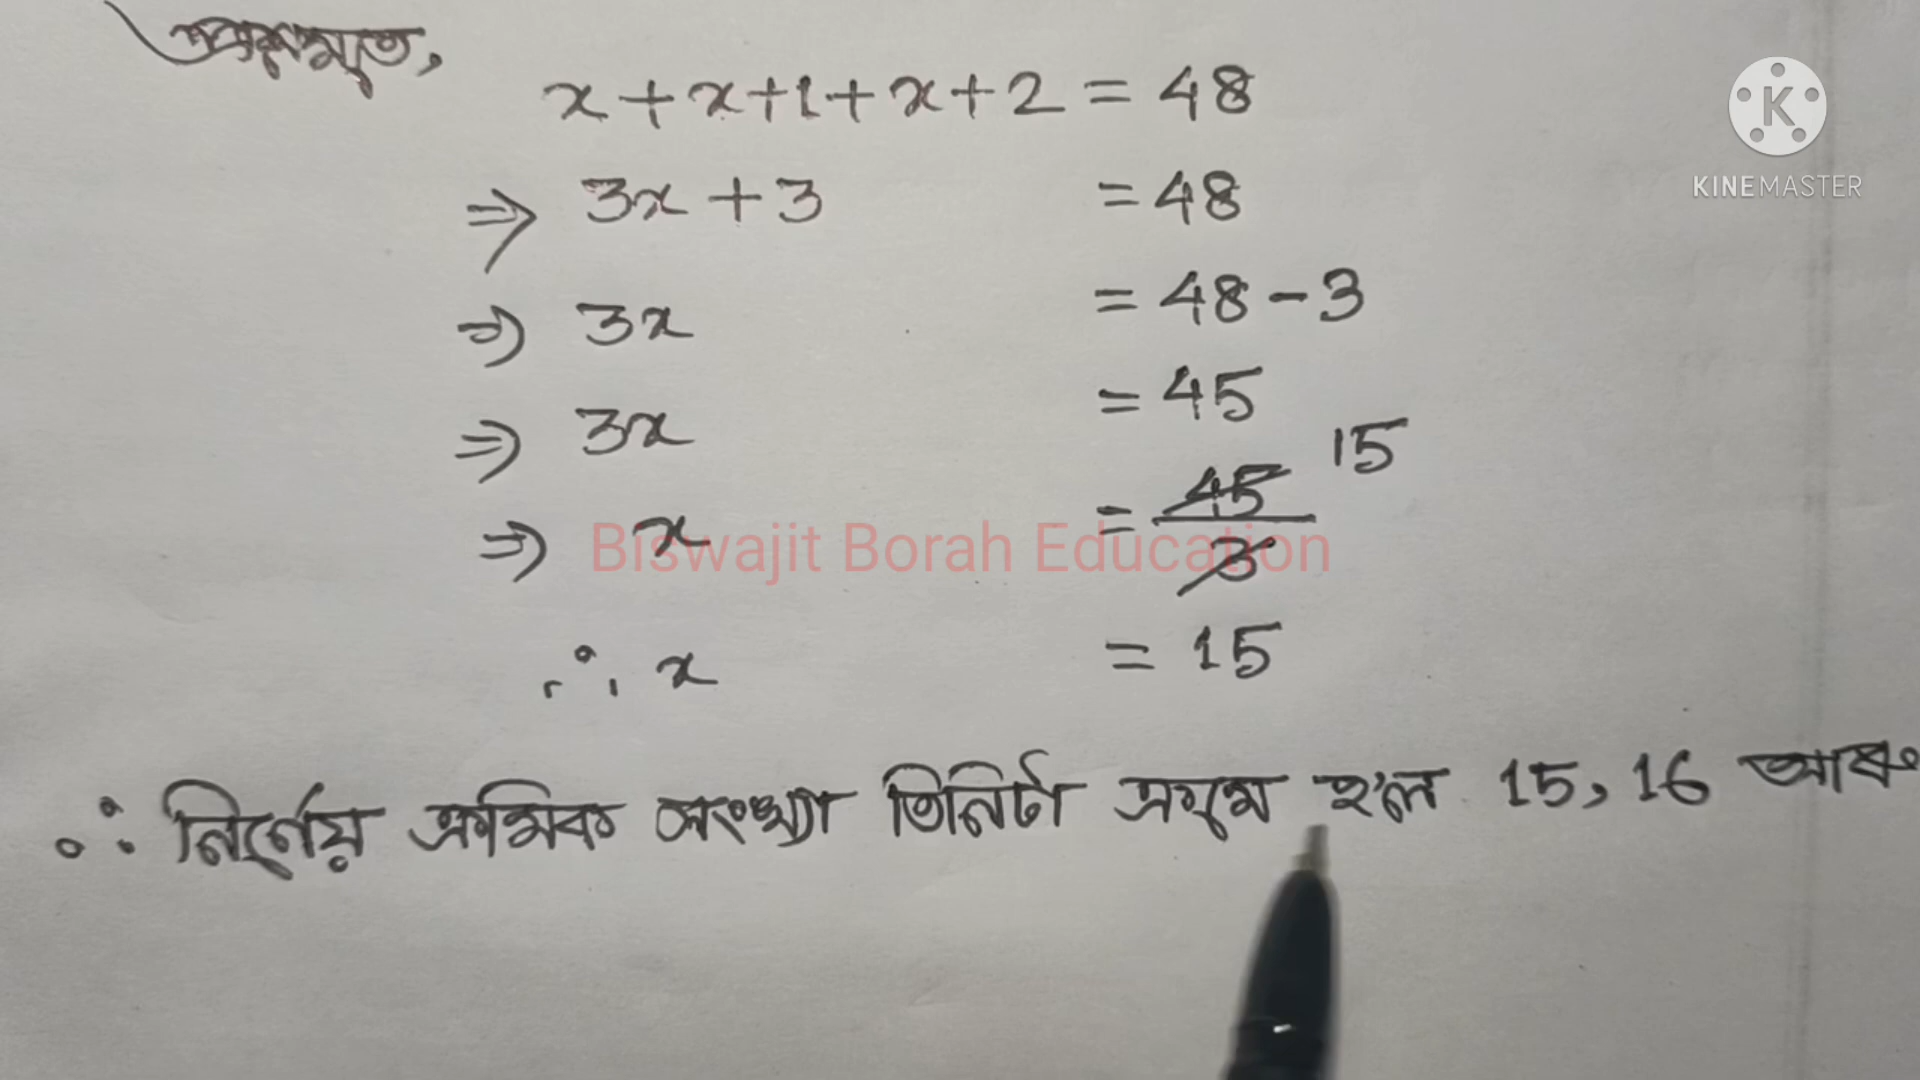 প্রশ্নমতে,
x + x + 1 + x + 2 = 48
⇒ 3x + 3 = 48
⇒ 3x = 48 - 3
⇒ 3x = 45
⇒ x = 45/3 15
∴ x = 15
∴ নিৰ্ণেয় ক্ৰমিক সংখ্যা তিনিটা ক্ৰমে হ'ল 15, 16 আৰু
KINEMASTER
Biswajit Borah Education